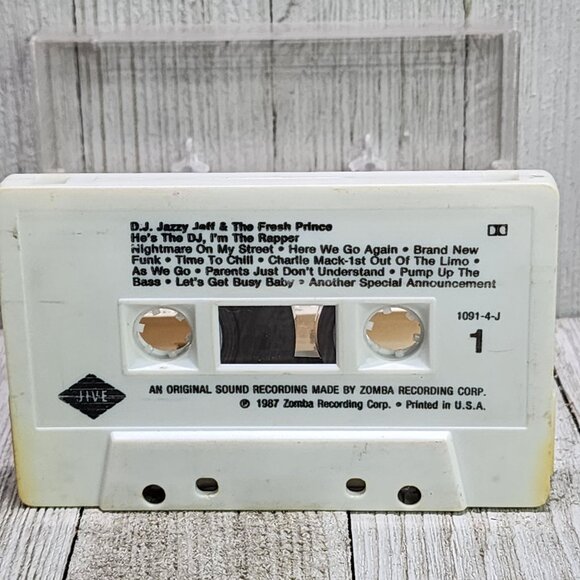 D.J. Jazzy Jeff & The Fresh Prince
He's The DJ, I'm The Rapper
Nightmare On My Street • Here We Go Again • Brand New
Funk • Time To Chill • Charlie Mack-1st Out Of The Limo •
As We Go • Parents Just Don't Understand • Pump Up The
Bass • Let's Get Busy Baby • Another Special Announcement
1091-4-J
1
JIVE
AN ORIGINAL SOUND RECORDING MADE BY ZOMBA RECORDING CORP.
℗ 1987 Zomba Recording Corp. • Printed in U.S.A.